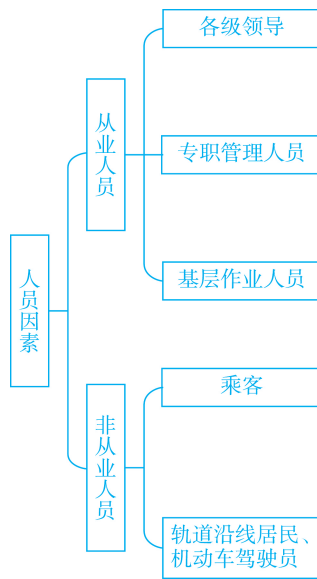 人员因素
从业人员
各级领导
专职管理人员
基层作业人员
非从业人员
乘客
轨道沿线居民、
机动车驾驶员